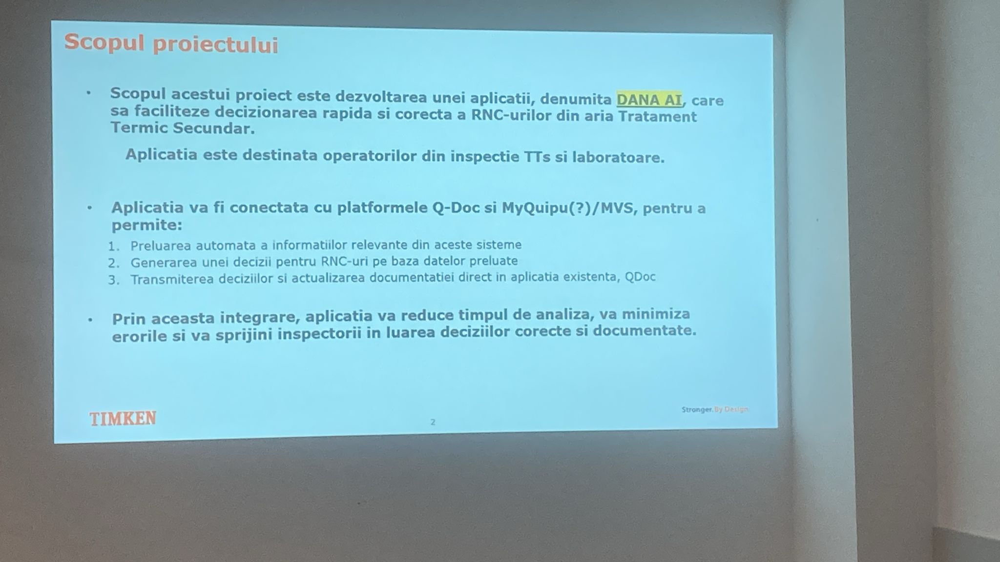 Scopul proiectului
• Scopul acestui proiect este dezvoltarea unei aplicatii, denumita DANA AI, care
sa faciliteze decizionarea rapida si corecta a RNC-urilor din aria Tratament
Termic Secundar.
Aplicatia este destinata operatorilor din inspectie TTs si laboratoare.
• Aplicatia va fi conectata cu platformele Q-Doc si MyQuipu(?)/MVS, pentru a
permite:
1. Preluarea automata a informatiilor relevante din aceste sisteme
2. Generarea unei decizii pentru RNC-uri pe baza datelor preluate
3. Transmiterea deciziilor si actualizarea documentatiei direct in aplicatia existenta, QDoc
• Prin aceasta integrare, aplicatia va reduce timpul de analiza, va minimiza
erorile si va sprijini inspectorii in luarea deciziilor corecte si documentate.
TIMKEN
2
Stronger. By Design.